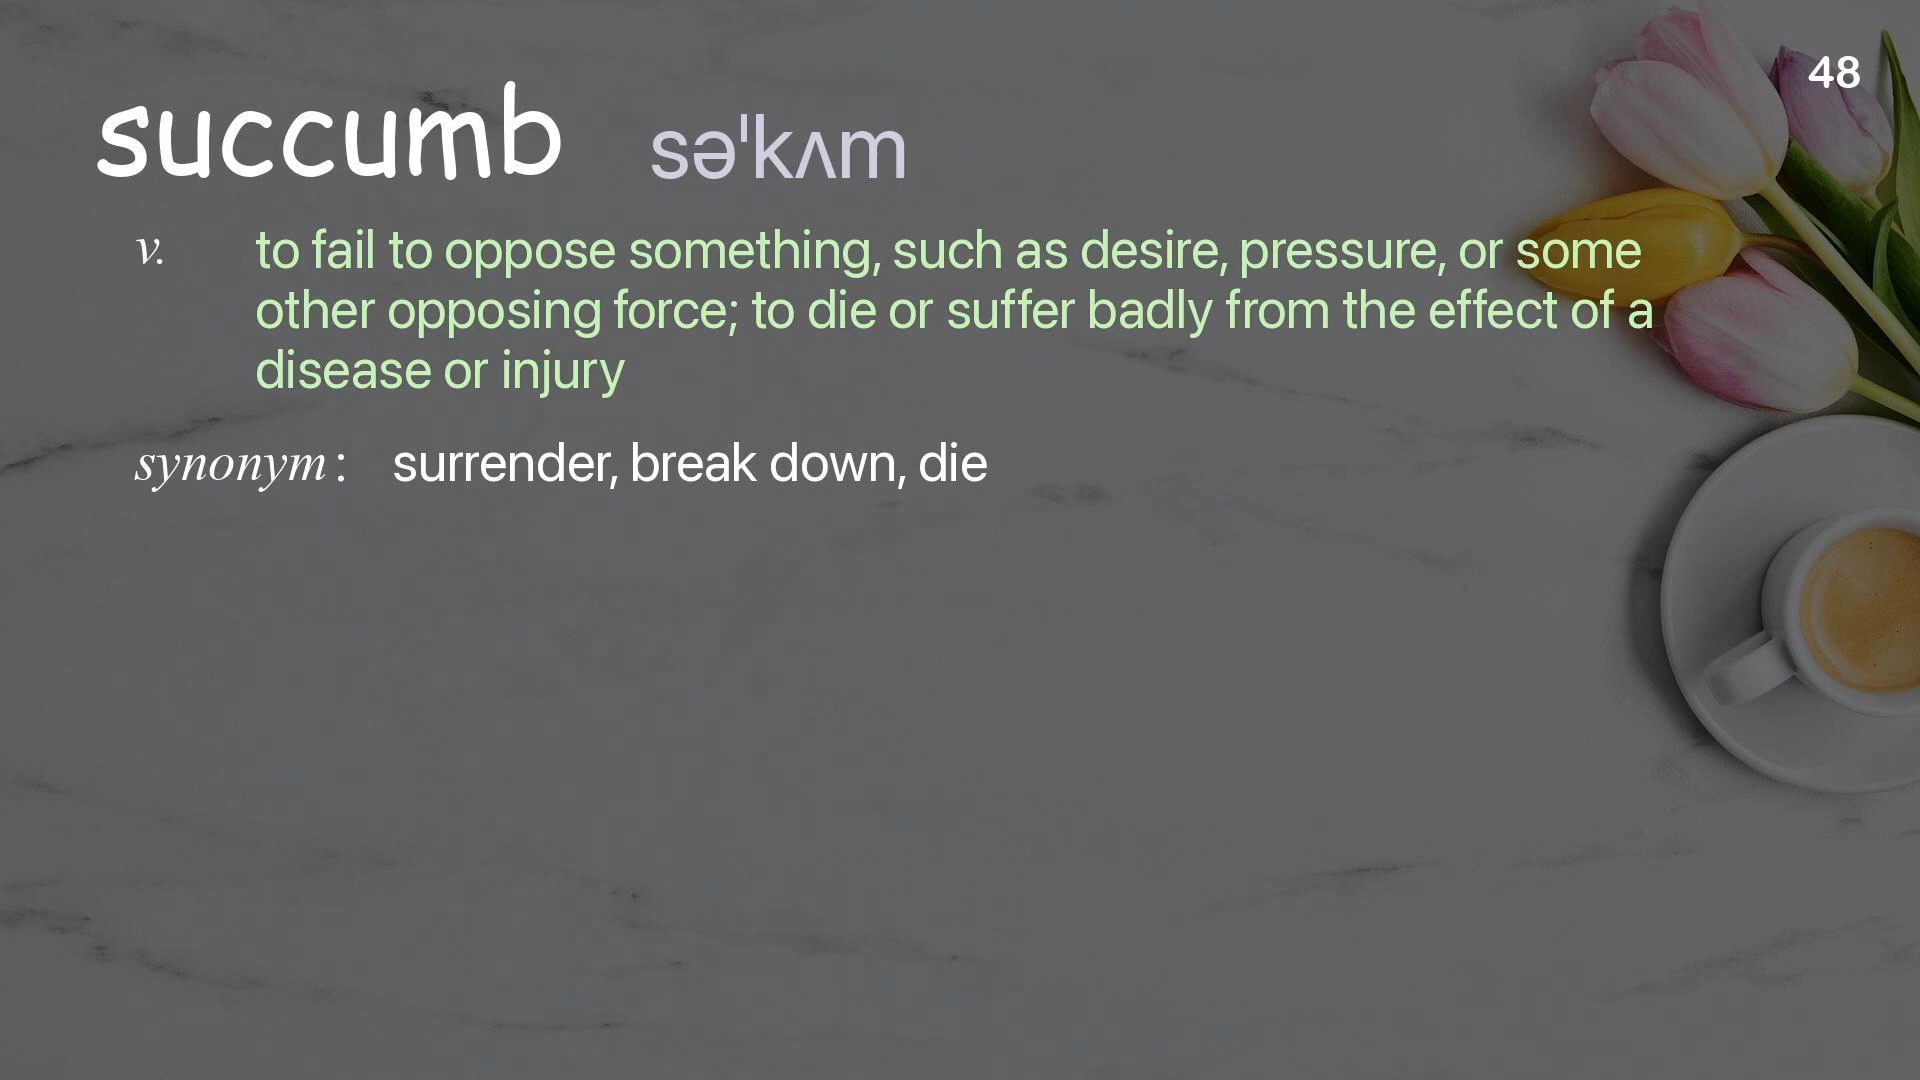 48
succumb səˈkʌm
v. to fail to oppose something, such as desire, pressure, or some
other opposing force; to die or suffer badly from the effect of a
disease or injury
synonym: surrender, break down, die